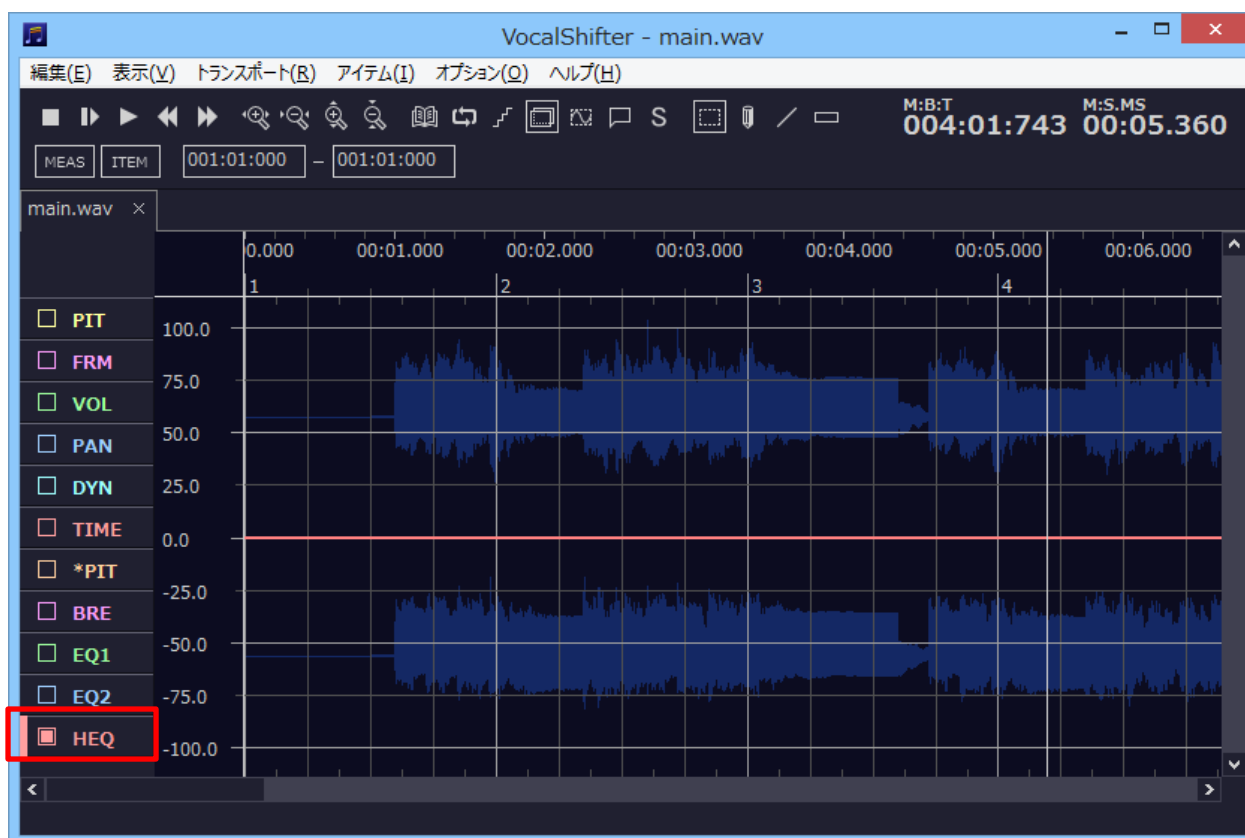 VocalShifter - main.wav
編集(E) 表示(V) トランスポート(R) アイテム(I) オプション(O) ヘルプ(H)
S
M:B:T M:S.MS
004:01:743 00:05.360
MEAS ITEM 001:01:000 – 001:01:000
main.wav ×
0.000 00:01.000 00:02.000 00:03.000 00:04.000 00:05.000 00:06.000
1 2 3 4
PIT
100.0
FRM
75.0
VOL
50.0
PAN
25.0
DYN
TIME
0.0
*PIT
-25.0
BRE
-50.0
EQ1
EQ2
-75.0
HEQ
-100.0